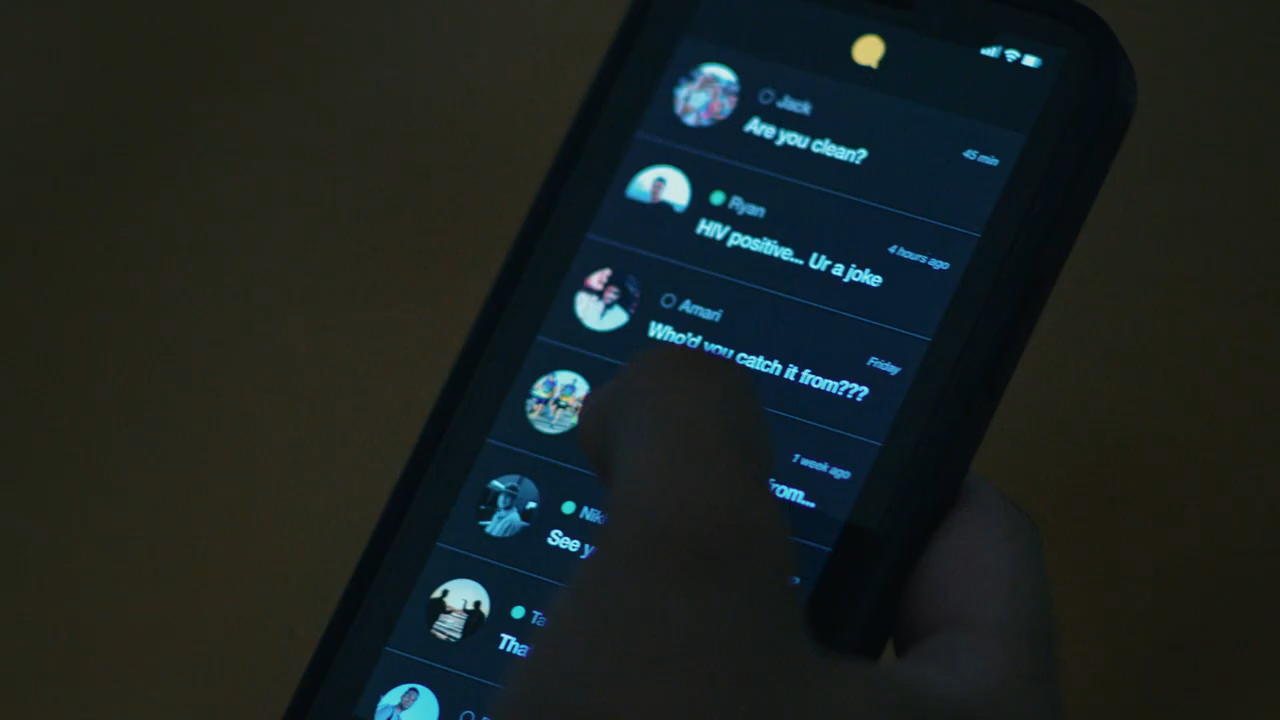 Jack
Are you clean?
45 min
Ryan
HIV positive... Ur a joke
4 hours ago
Amari
Who'd you catch it from???
Friday
1 week ago
from...
See